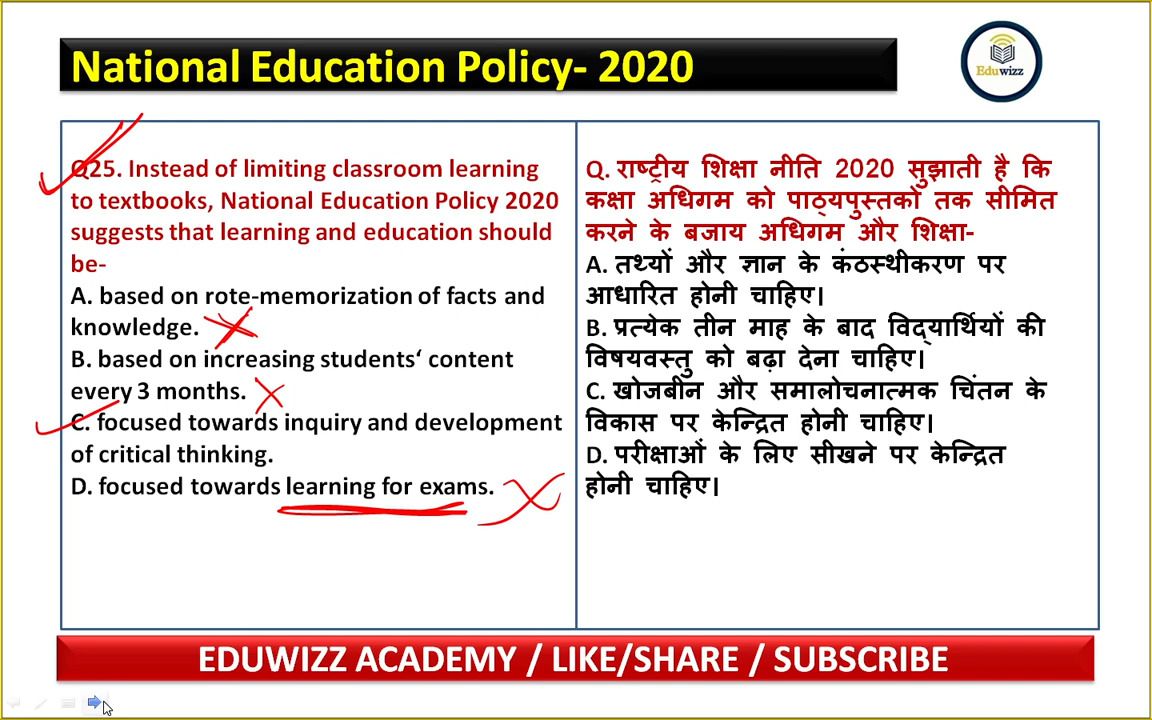 National Education Policy- 2020
Eduwizz
Q25. Instead of limiting classroom learning
to textbooks, National Education Policy 2020
suggests that learning and education should
be-
A. based on rote-memorization of facts and
knowledge.
B. based on increasing students‘ content
every 3 months.
C. focused towards inquiry and development
of critical thinking.
D. focused towards learning for exams.
Q. राष्ट्रीय शिक्षा नीति 2020 सुझाती है कि
कक्षा अधिगम को पाठ्यपुस्तको तक सीमित
करने के बजाय अधिगम और शिक्षा-
A. तथ्यों और ज्ञान के कंठस्थीकरण पर
आधारित होनी चाहिए।
B. प्रत्येक तीन माह के बाद विद्यार्थियों की
विषयवस्तु को बढ़ा देना चाहिए।
C. खोजबीन और समालोचनात्मक चिंतन के
विकास पर केन्द्रित होनी चाहिए।
D. परीक्षाओं के लिए सीखने पर केन्द्रित
होनी चाहिए।
EDUWIZZ ACADEMY / LIKE/SHARE / SUBSCRIBE